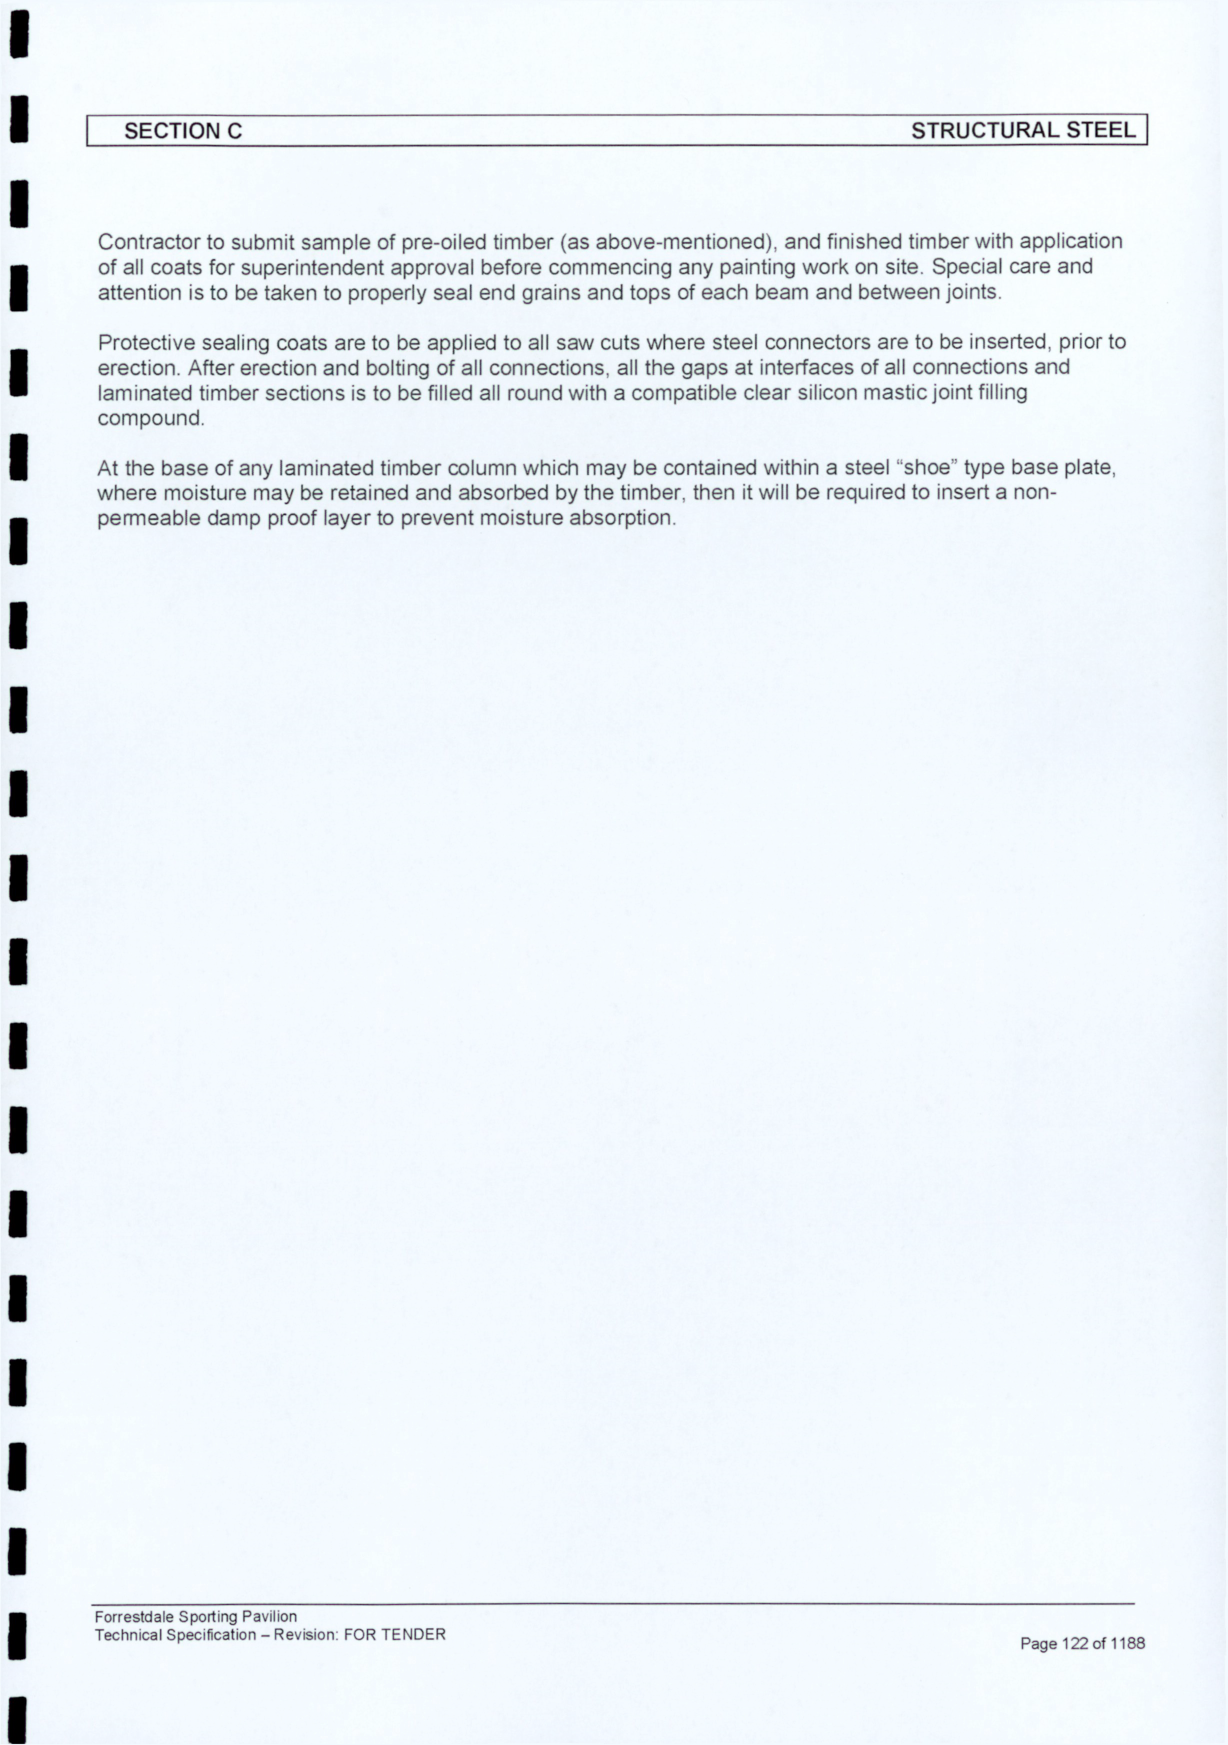 SECTION C STRUCTURAL STEEL
Contractor to submit sample of pre-oiled timber (as above-mentioned), and finished timber with application
of all coats for superintendent approval before commencing any painting work on site. Special care and
attention is to be taken to properly seal end grains and tops of each beam and between joints.
Protective sealing coats are to be applied to all saw cuts where steel connectors are to be inserted, prior to
erection. After erection and bolting of all connections, all the gaps at interfaces of all connections and
laminated timber sections is to be filled all round with a compatible clear silicon mastic joint filling
compound.
At the base of any laminated timber column which may be contained within a steel “shoe” type base plate,
where moisture may be retained and absorbed by the timber, then it will be required to insert a non-
permeable damp proof layer to prevent moisture absorption.
Forrestdale Sporting Pavilion
Technical Specification – Revision: FOR TENDER
Page 122 of 1188